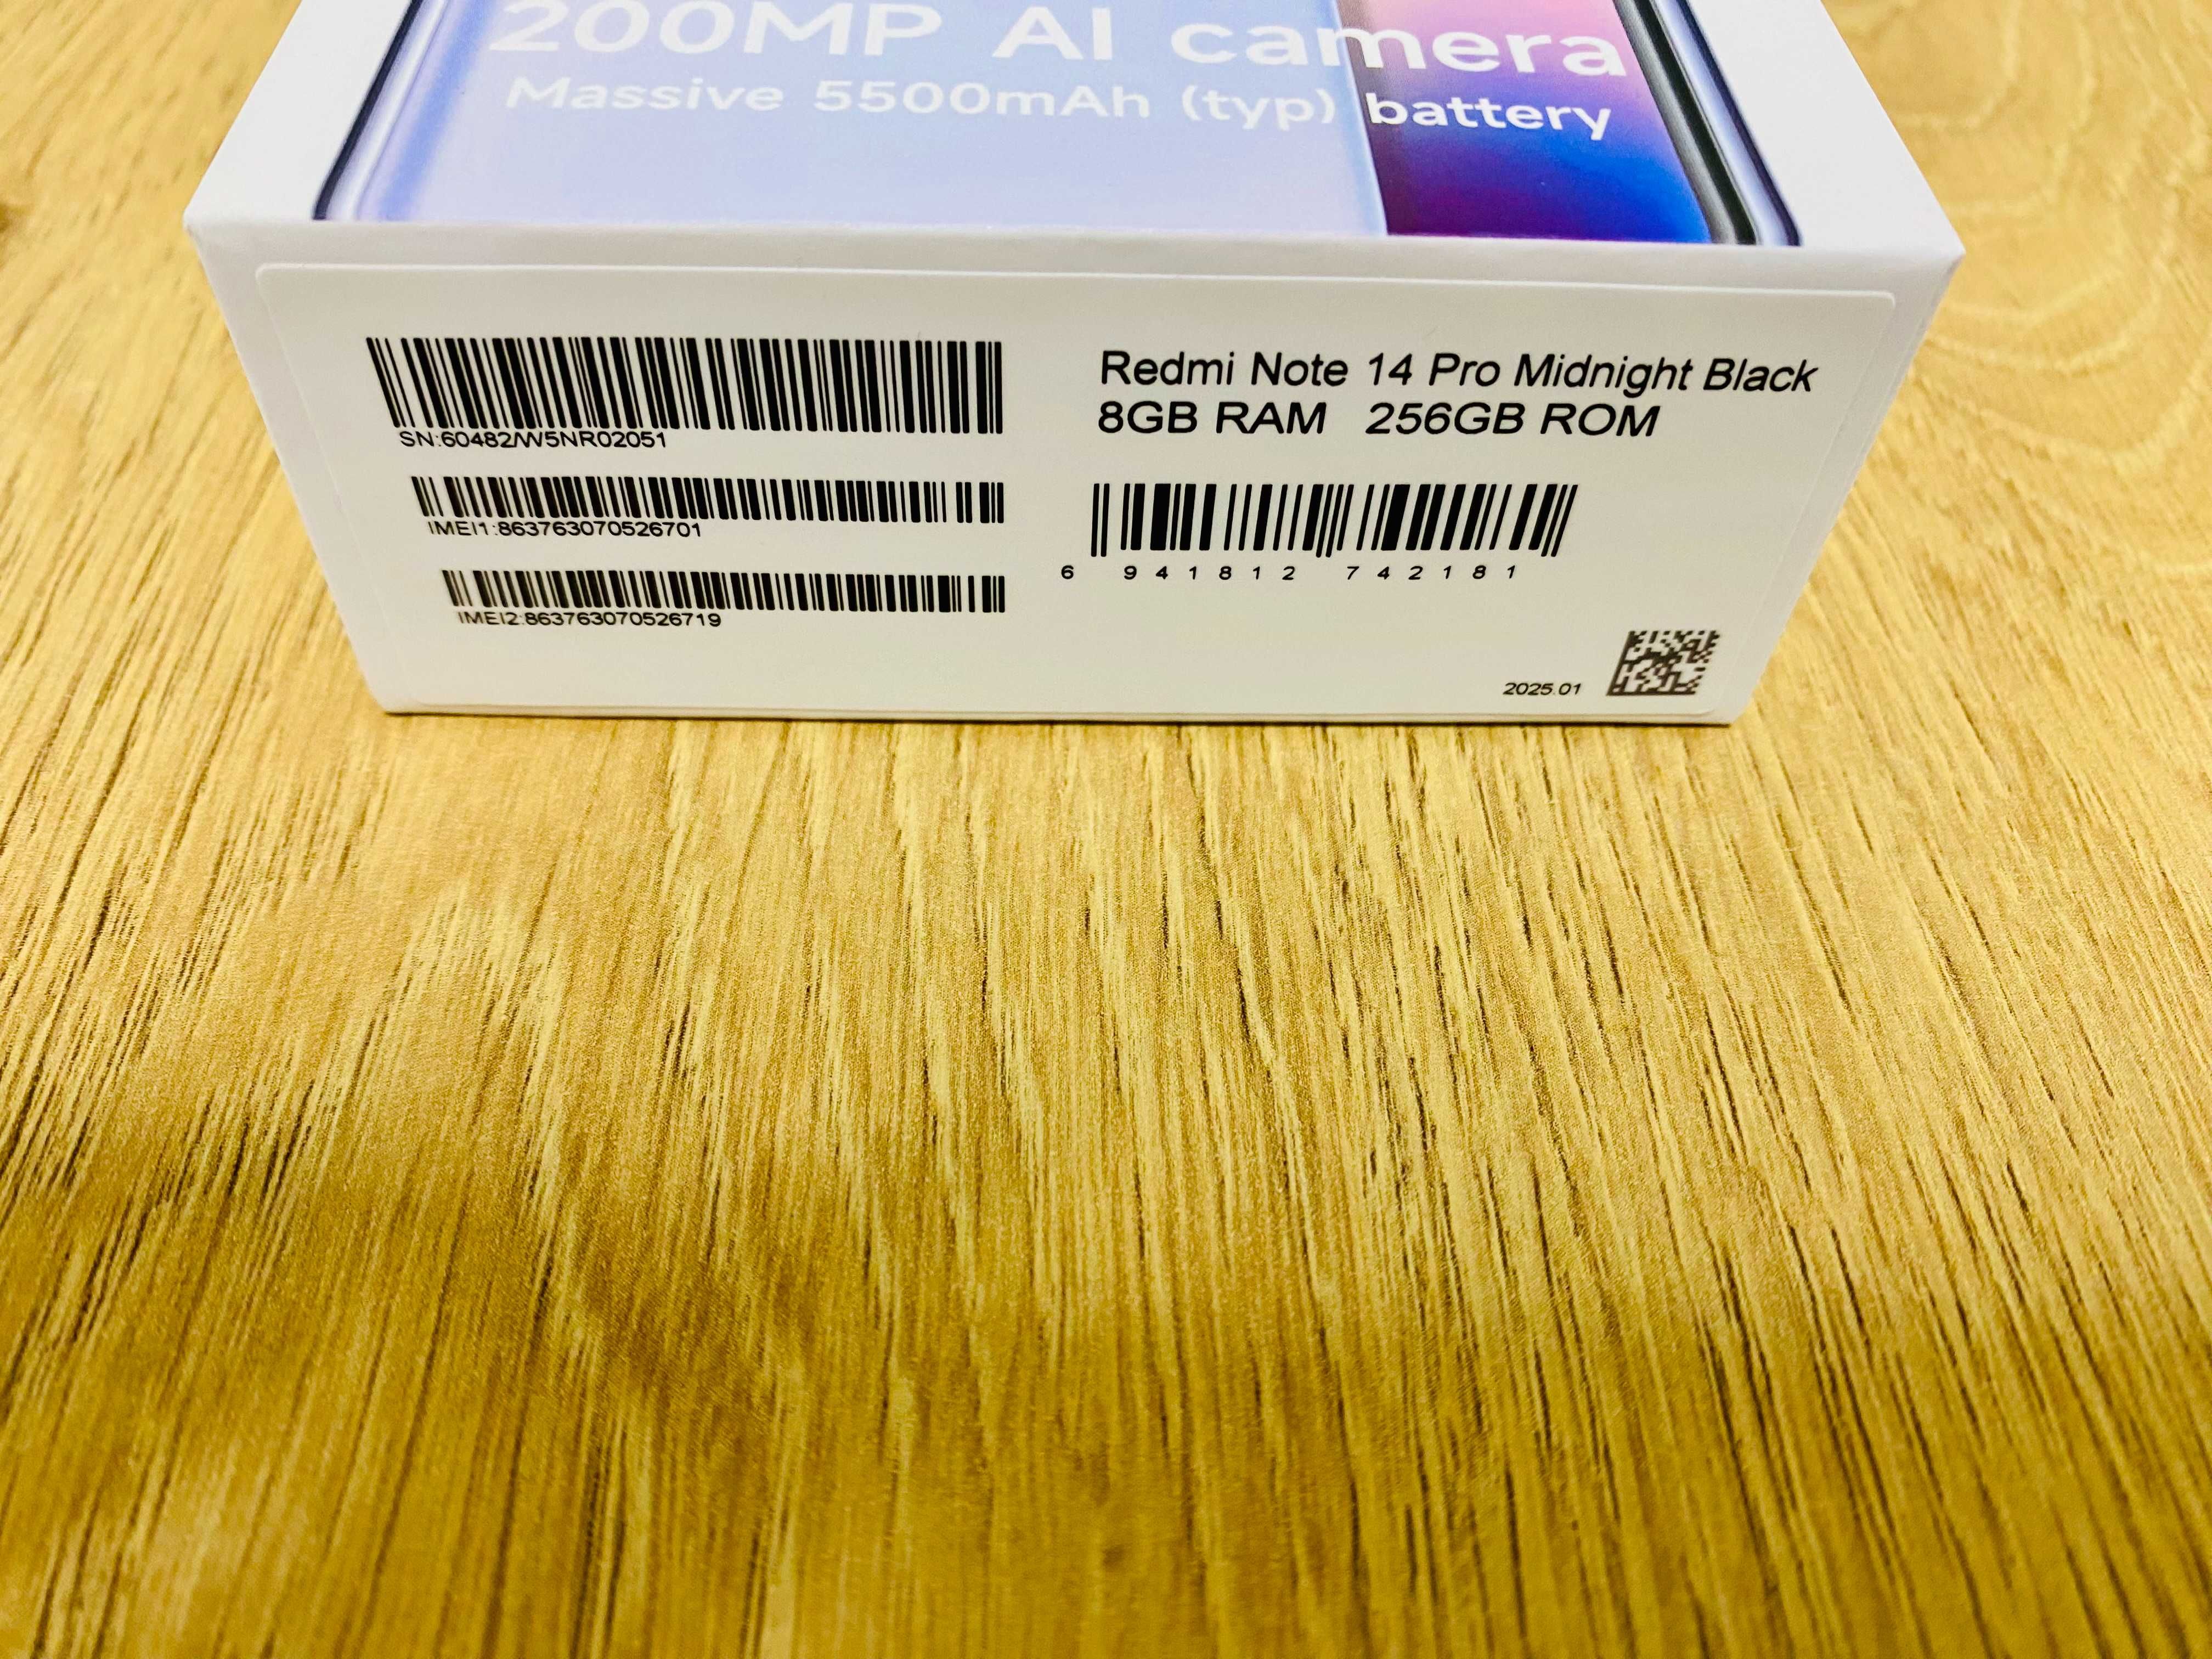 200MP AI camera
Massive 5500mAh (typ) battery
SN:60482/W5NR02051
IMEI1:863763070526701
IMEI2:863763070526719
Redmi Note 14 Pro Midnight Black
8GB RAM 256GB ROM
6 941812 742181
2025.01